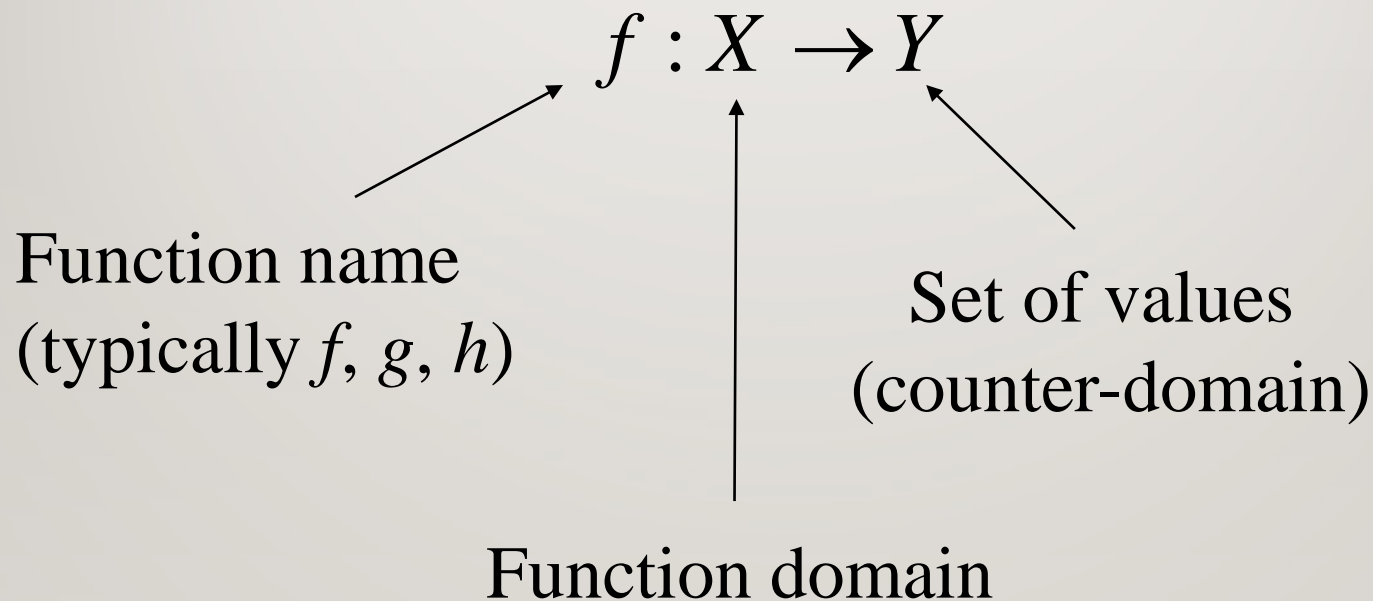 f : X → Y
Function name
(typically f, g, h)
Set of values
(counter-domain)
Function domain